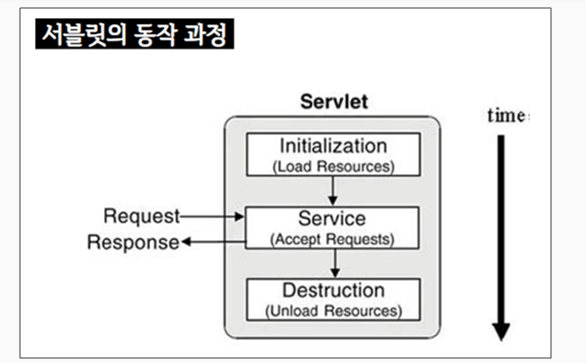 서블릿의 동작 과정
Servlet
time
Initialization
(Load Resources)
Request
Service
Response
(Accept Requests)
Destruction
(Unload Resources)